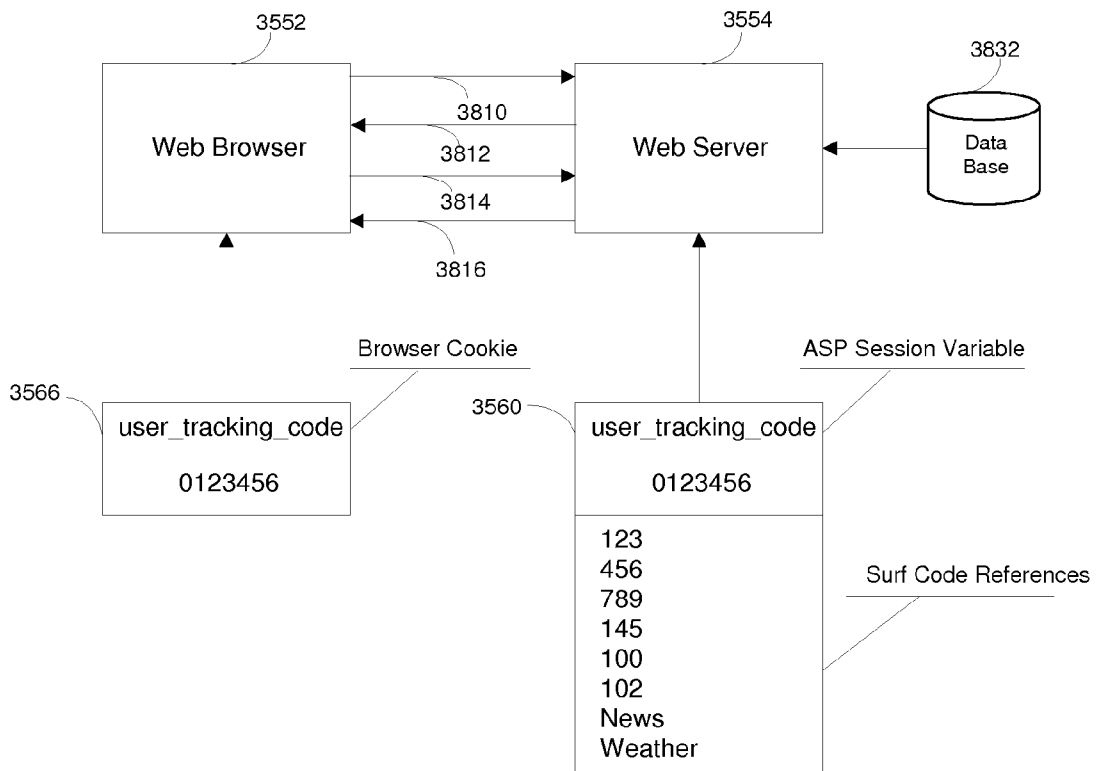 3552
3554
3832
3810
Web Browser
3812
Web Server
Data
Base
3814
3816
Browser Cookie
ASP Session Variable
3566
3560
user_tracking_code
0123456
user_tracking_code
0123456
123
456
789
145
100
102
News
Weather
Surf Code References